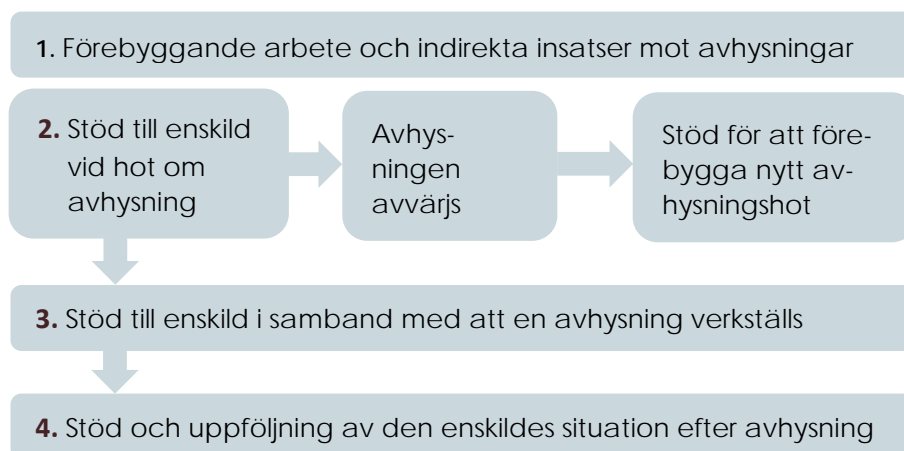 1. Förebyggande arbete och indirekta insatser mot avhysningar
2. Stöd till enskild
vid hot om
avhysning
Avhys-
ningen
avvärjs
Stöd för att före-
bygga nytt av-
hysningshot
3. Stöd till enskild i samband med att en avhysning verkställs
4. Stöd och uppföljning av den enskildes situation efter avhysning